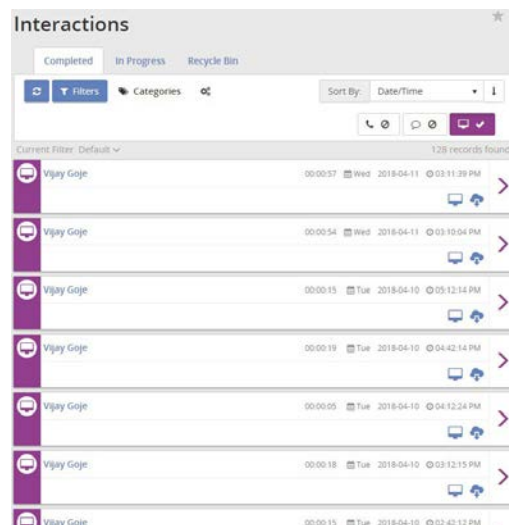 Interactions
Completed In Progress Recycle Bin
Filters Categories Sort By: Date/Time
Current Filter: Default 128 records found
Vijay Goje 00:00:57 Wed 2018-04-11 03:11:39 PM
Vijay Goje 00:00:54 Wed 2018-04-11 03:10:04 PM
Vijay Goje 00:00:15 Tue 2018-04-10 05:12:14 PM
Vijay Goje 00:00:19 Tue 2018-04-10 04:42:14 PM
Vijay Goje 00:00:05 Tue 2018-04-10 04:12:24 PM
Vijay Goje 00:00:18 Tue 2018-04-10 03:12:15 PM
Vijay Goje 00:00:15 Tue 2018-04-10 02:42:12 PM